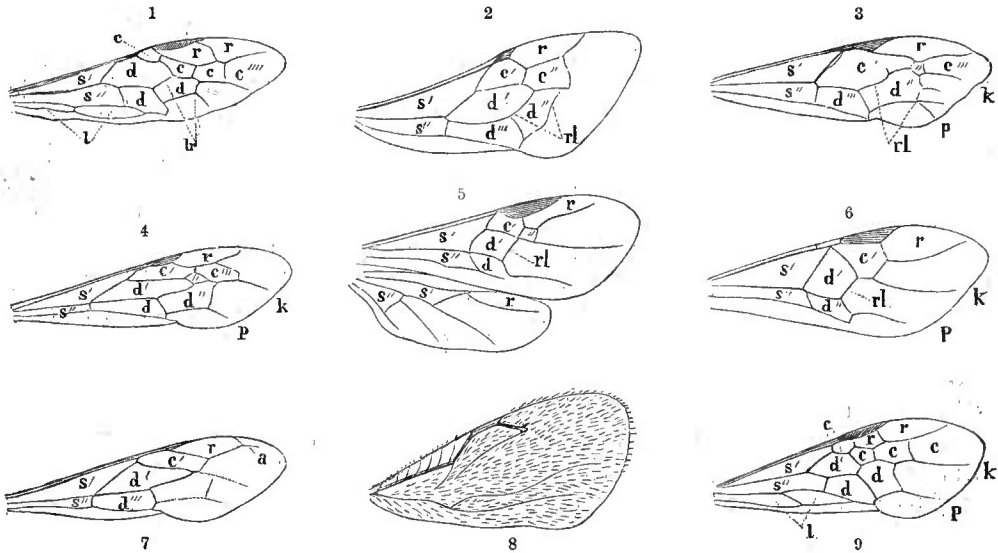 1
c r r
s' d c c c''''
s'' d d
l u
2
r
c' c''
s' d' d''
s'' d''' rl
3
r
s' c' c'''
s'' d''' d'' k
p
rl
4
r
c' c'''
s' d'
s'' d d'' k
p
5
r
s' c'
d'
s'' d rl
s'' s' r
6
r
s' c'
d'
s'' d'' rl k
p
7
r a
c'
s' d'
s'' d'''
8
9
c r r
s' d' c c c
s'' d d k
l p